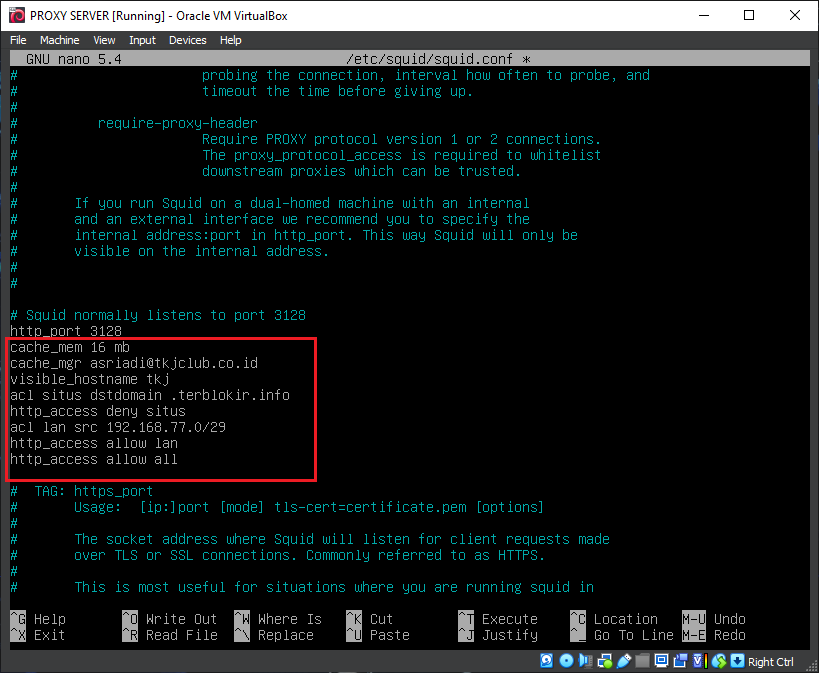 PROXY SERVER [Running] - Oracle VM VirtualBox
File Machine View Input Devices Help
GNU nano 5.4 /etc/squid/squid.conf *
# probing the connection, interval how often to probe, and
# timeout the time before giving up.
#
# require-proxy-header
# Require PROXY protocol version 1 or 2 connections.
# The proxy_protocol_access is required to whitelist
# downstream proxies which can be trusted.
#
# If you run Squid on a dual-homed machine with an internal
# and an external interface we recommend you to specify the
# internal address:port in http_port. This way Squid will only be
# visible on the internal address.
#
#
# Squid normally listens to port 3128
http_port 3128
cache_mem 16 mb
cache_mgr asriadi@tkjclub.co.id
visible_hostname tkj
acl situs dstdomain .terblokir.info
http_access deny situs
acl lan src 192.168.77.0/29
http_access allow lan
http_access allow all
# TAG: https_port
# Usage: [ip:]port [mode] tls-cert=certificate.pem [options]
#
# The socket address where Squid will listen for client requests made
# over TLS or SSL connections. Commonly referred to as HTTPS.
#
# This is most useful for situations where you are running squid in
^G Help ^O Write Out ^W Where Is ^K Cut ^T Execute ^C Location M-U Undo
^X Exit ^R Read File ^\ Replace ^U Paste ^J Justify ^_ Go To Line M-E Redo
Right Ctrl